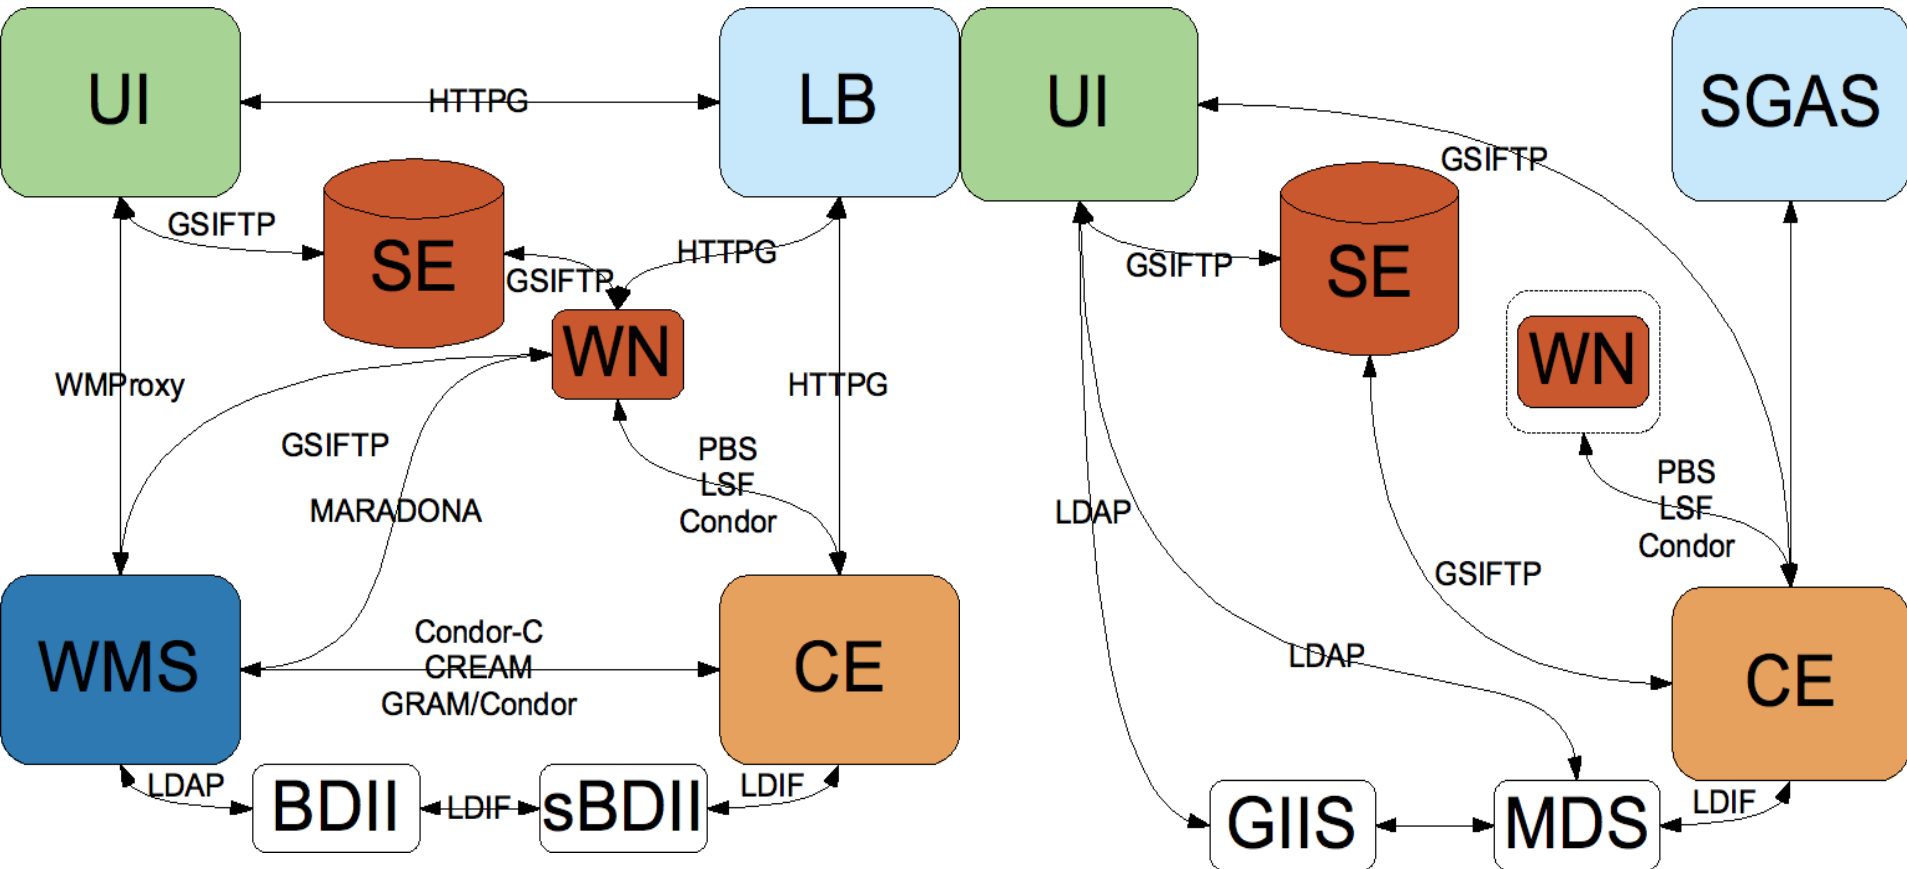 UI
HTTPG
LB
UI
SGAS
GSIFTP
GSIFTP
SE
GSIFTP
HTTPG
GSIFTP
SE
WN
WN
WMProxy
HTTPG
GSIFTP
MARADONA
PBS
LSF
Condor
LDAP
PBS
LSF
Condor
GSIFTP
WMS
Condor-C
CREAM
GRAM/Condor
CE
LDAP
CE
LDAP
BDII
LDIF
sBDII
LDIF
GIIS
MDS
LDIF